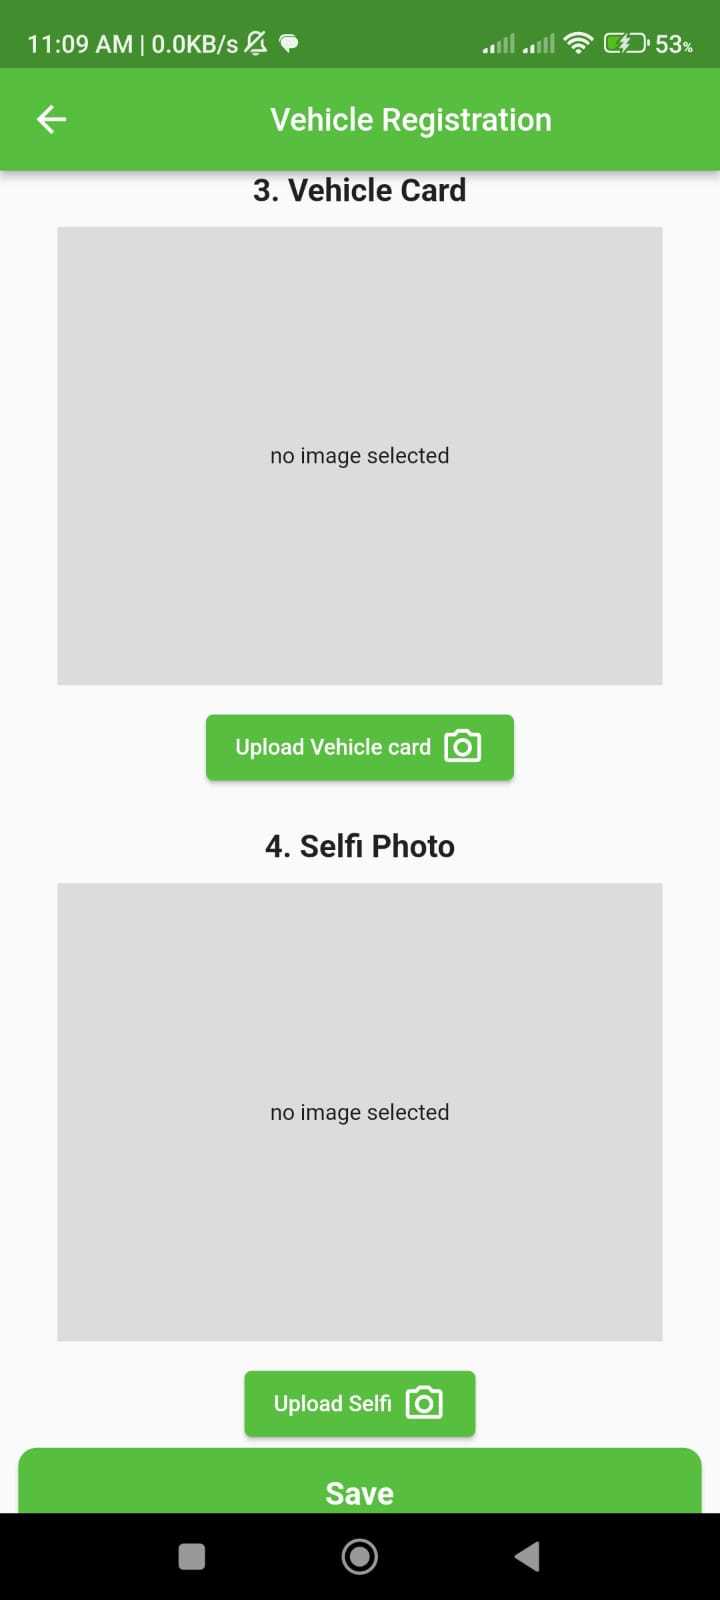 11:09 AM | 0.0KB/s 53%
Vehicle Registration
3. Vehicle Card
no image selected
Upload Vehicle card
4. Selfi Photo
no image selected
Upload Selfi
Save